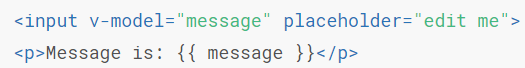 <input v-model="message" placeholder="edit me">
<p>Message is: {{ message }}</p>